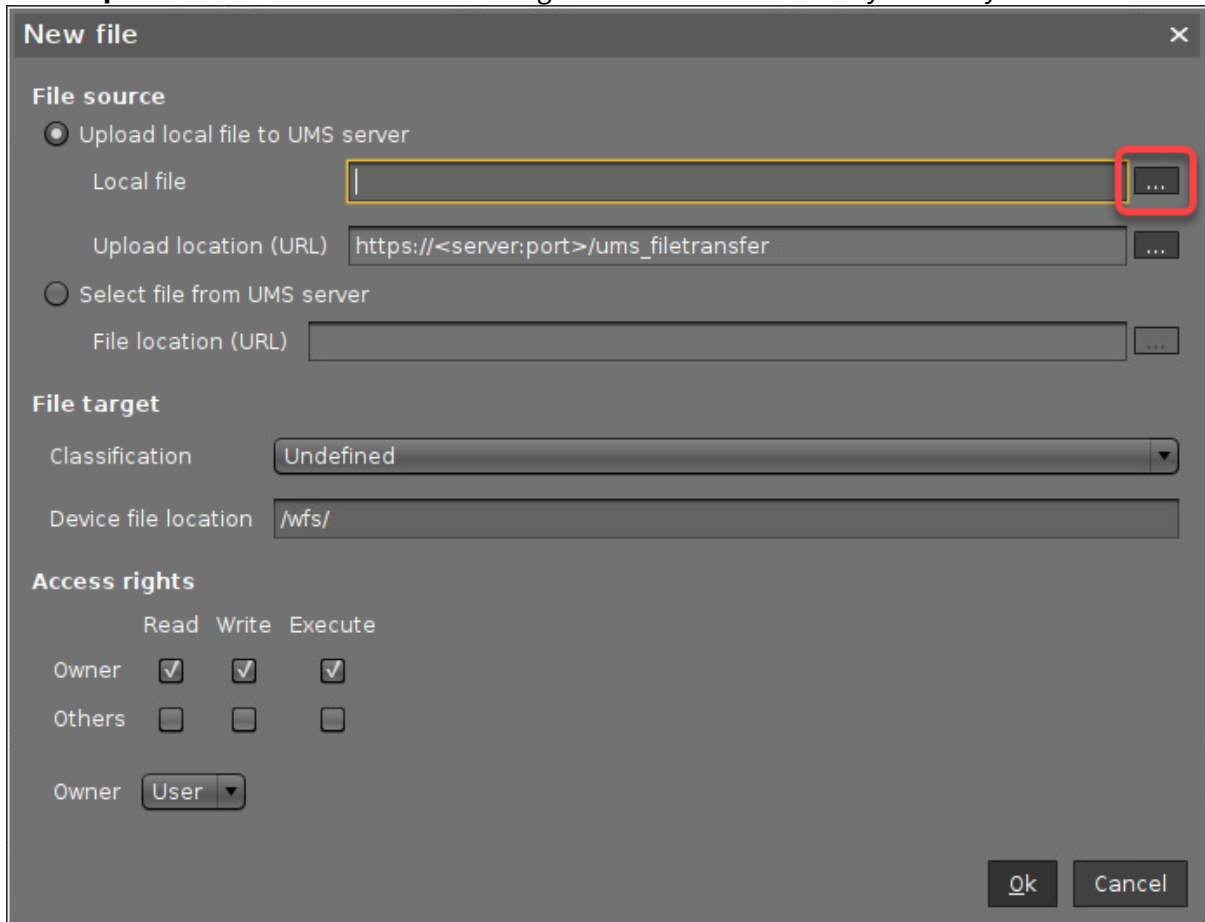 New file
File source
Upload local file to UMS server
Local file
...
Upload location (URL) https://<server:port>/ums_filetransfer ...
Select file from UMS server
File location (URL) ...
File target
Classification Undefined
Device file location /wfs/
Access rights
Read Write Execute
Owner
Others
Owner User
Ok Cancel